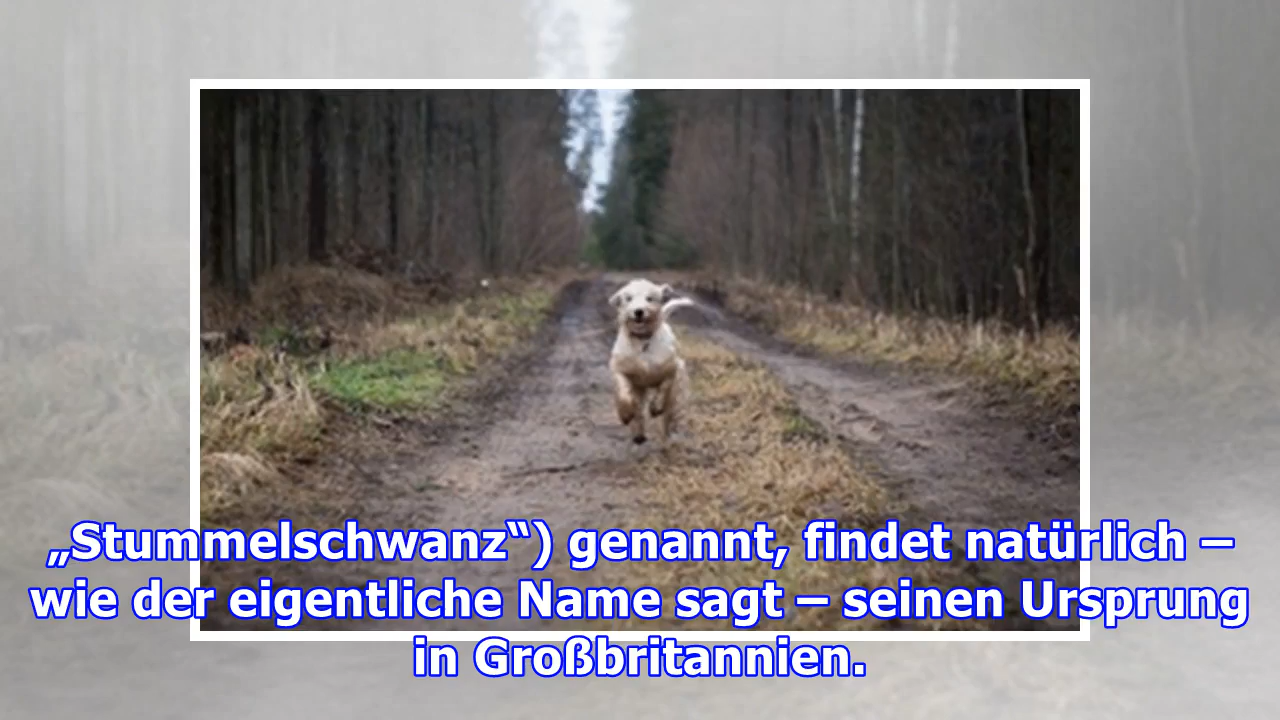 „Stummelschwanz“) genannt, findet natürlich –
wie der eigentliche Name sagt – seinen Ursprung
in Großbritannien.